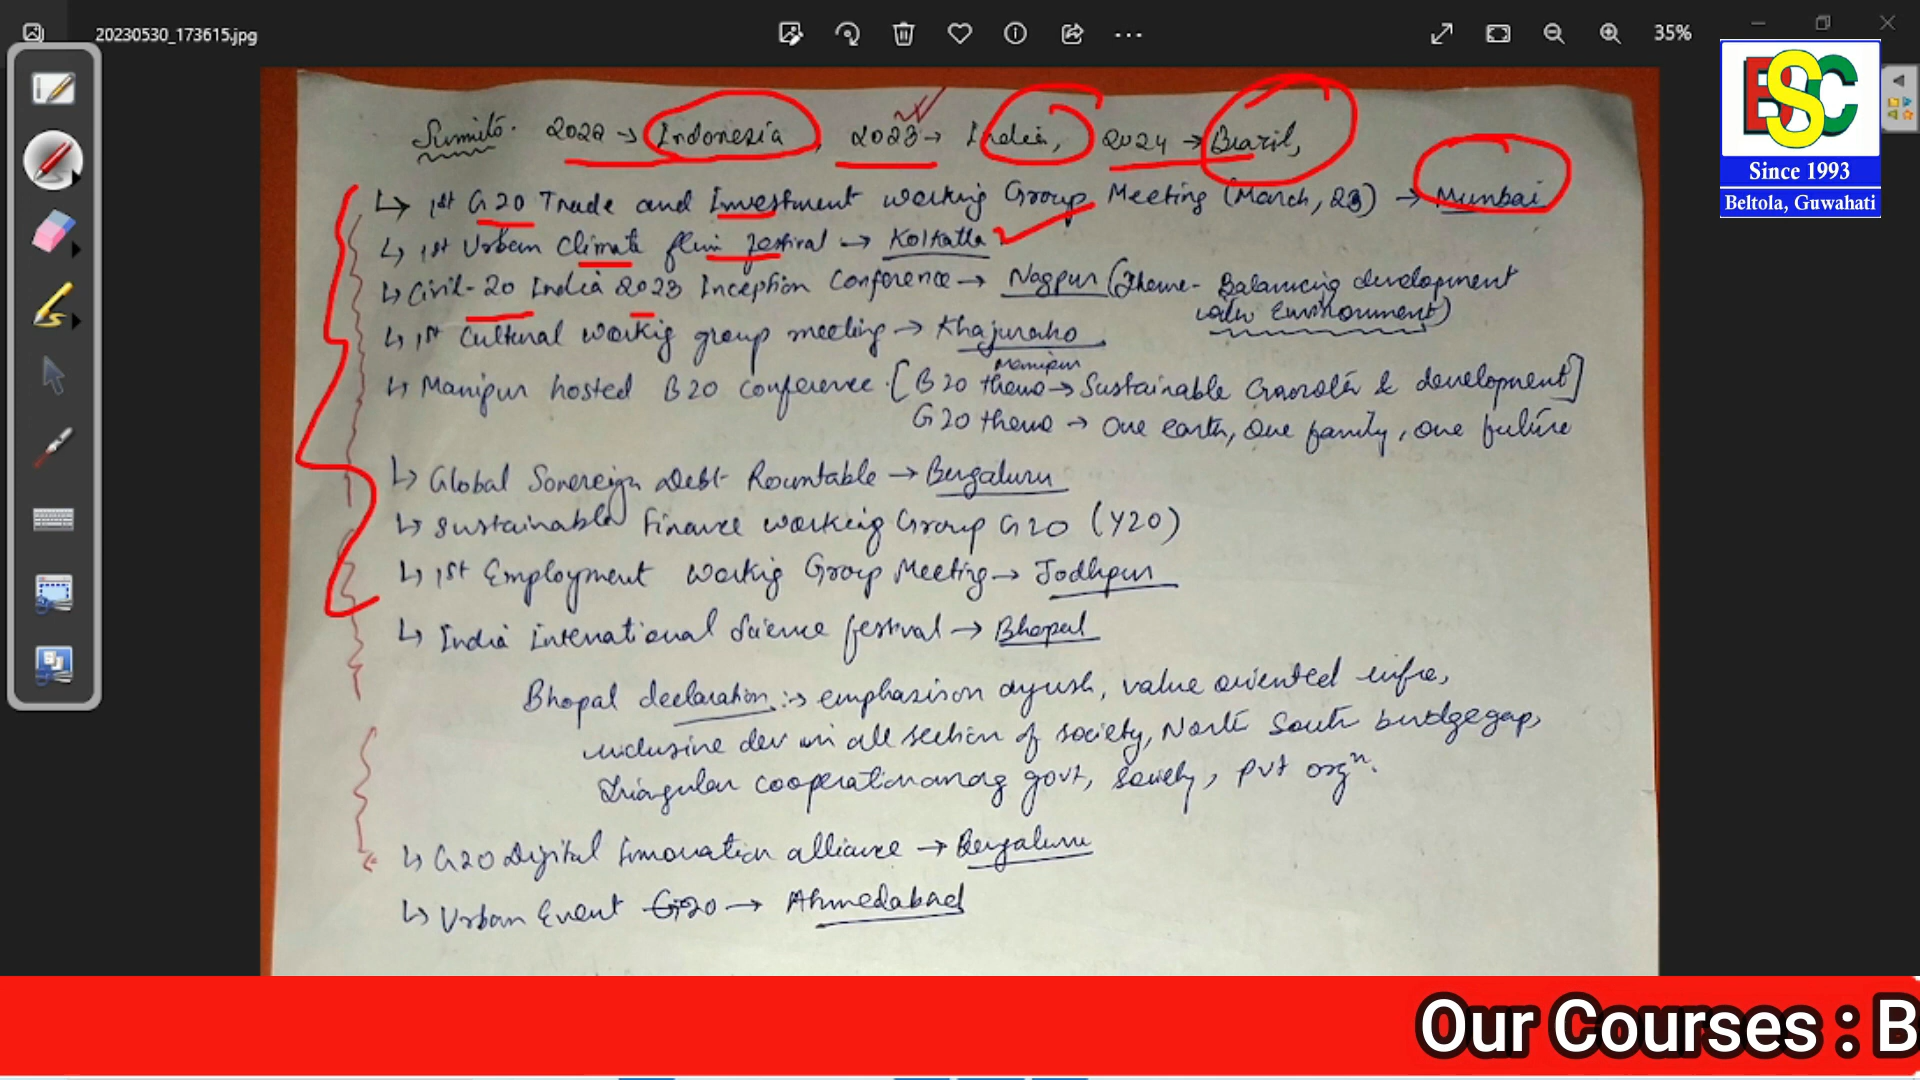 20230530_173615.jpg
35%
BSC
Since 1993
Beltola, Guwahati
Summits. 2022 → Indonesia, 2023 → India, 2024 → Brazil,
↳ 1st G20 Trade and Investment working Group Meeting (March, 23) → Mumbai
↳ 1st Urban Climate film festival → Kolkatta
↳ Civil-20 India 2023 Inception Conference → Nagpur (Theme- Balancing development
with Environment)
↳ 1st Cultural working group meeting → Khajuraho
Manipur
↳ Manipur hosted B20 conference. [B20 theme → Sustainable Growth & development]
G20 theme → One earth, one family, one future
↳ Global Sovereign Debt Rountable → Bengaluru
↳ Sustainable Finance working Group G20 (Y20)
↳ 1st Employment working Group Meeting → Jodhpur
↳ India International Science festival → Bhopal
Bhopal declaration :→ emphasis on ayush, value oriented infra,
inclusive dev in all section of society, North South bridge gap,
Triangular cooperation among govt, society, pvt orgn.
↳ G20 Digital Innovation alliance → Bengaluru
↳ Urban Event G20 → Ahmedabad
Our Courses : B